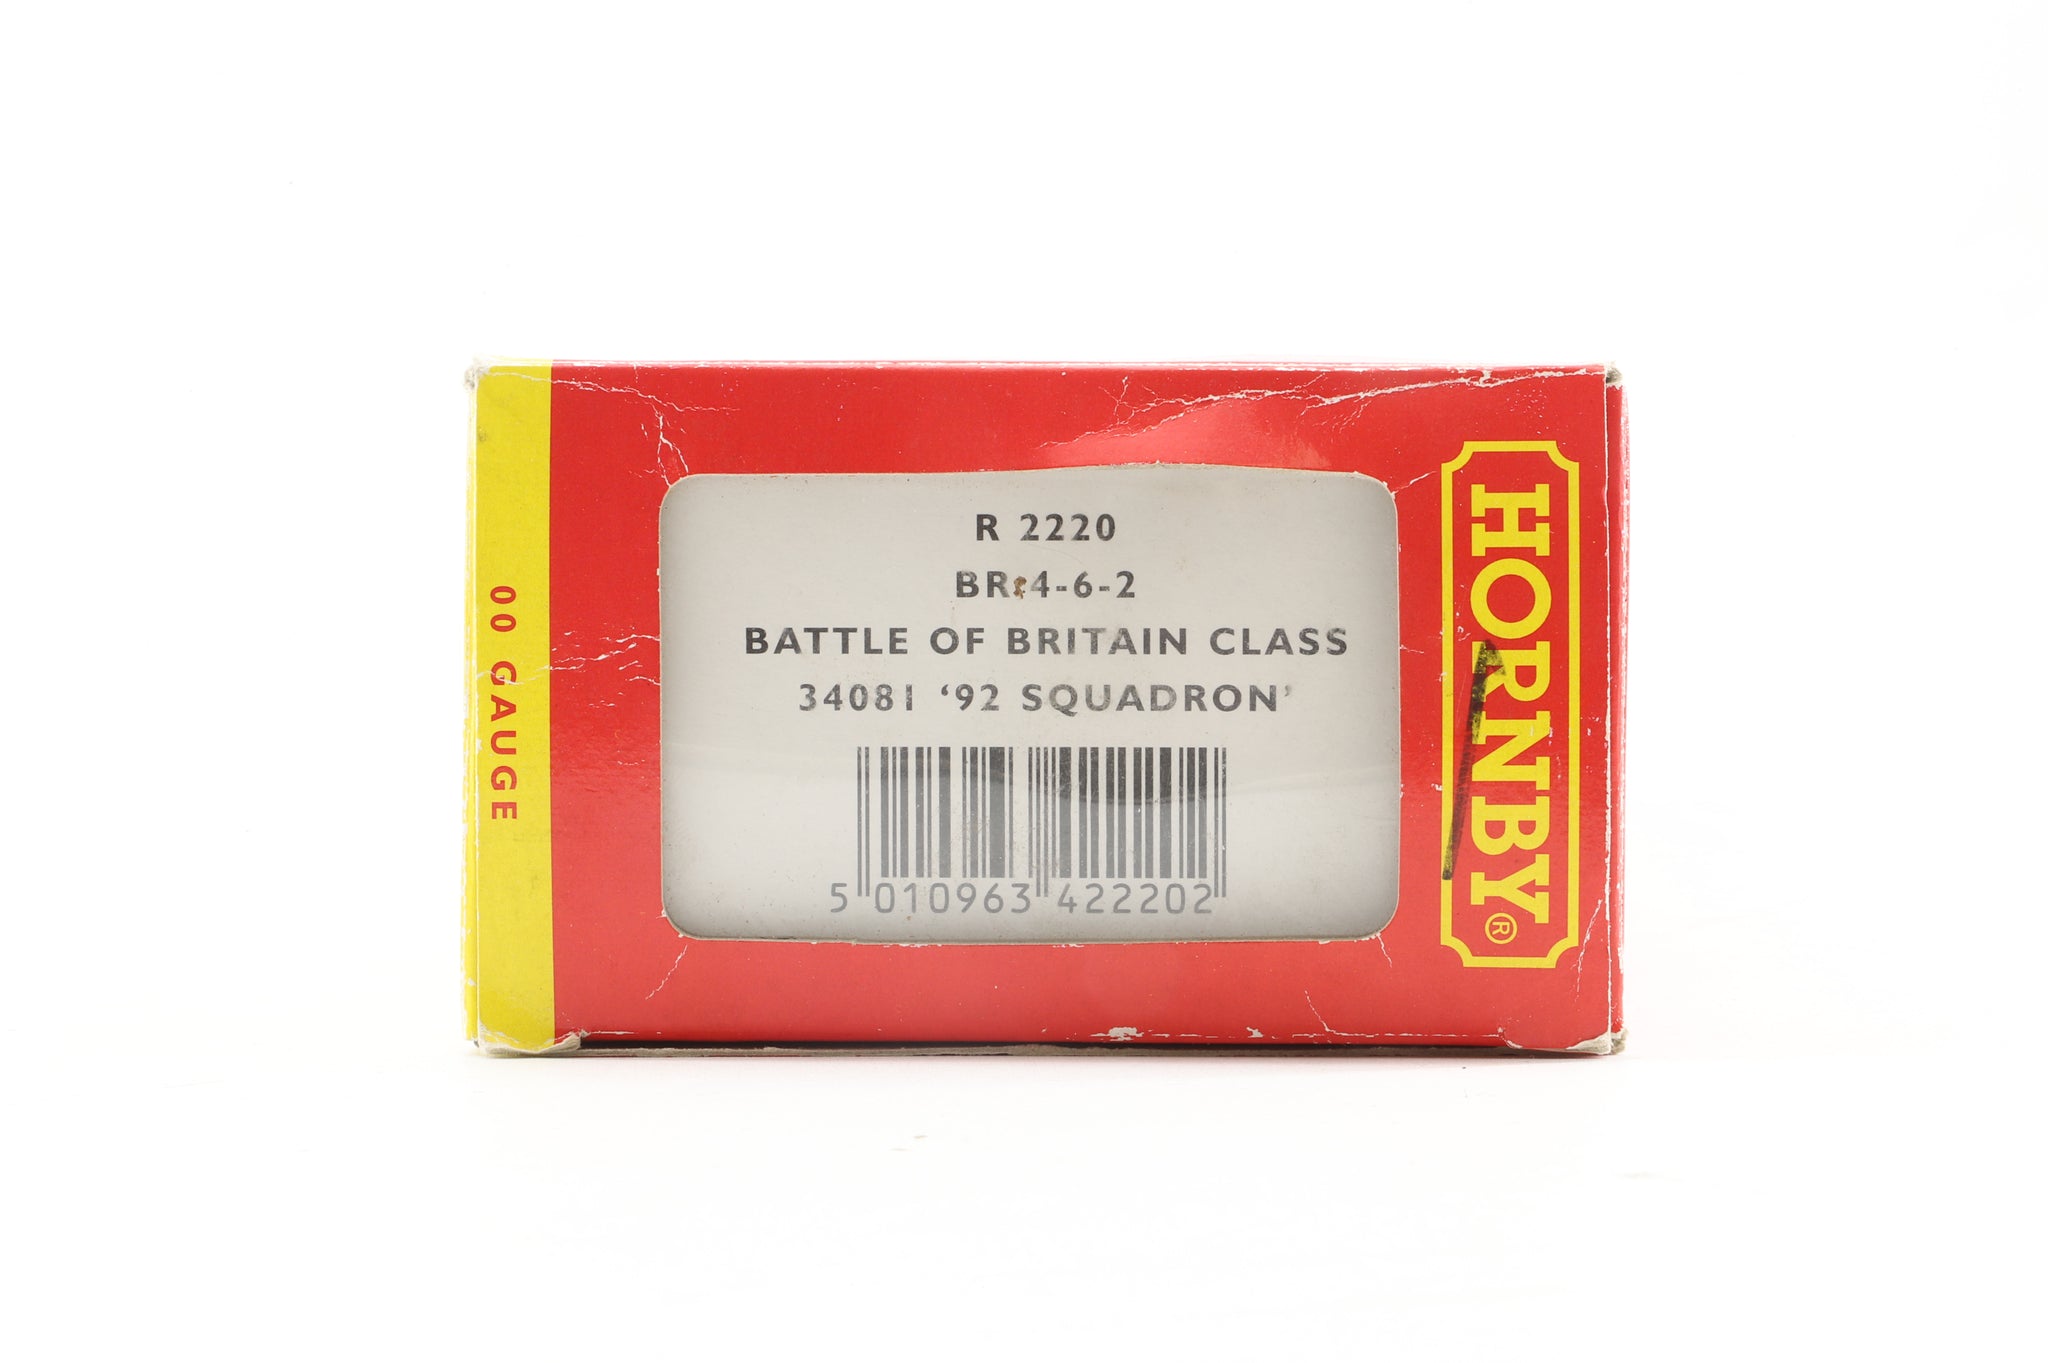 00 GAUGE
R 2220
BR 4-6-2
BATTLE OF BRITAIN CLASS
34081 ‘92 SQUADRON’
5 010963 422202
HORNBY®